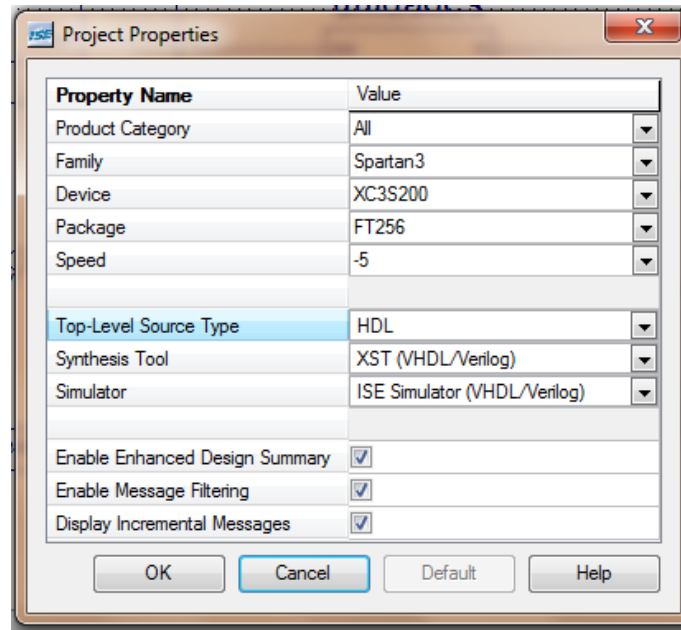 ISE Project Properties
Property Name Value
Product Category All
Family Spartan3
Device XC3S200
Package FT256
Speed -5
Top-Level Source Type HDL
Synthesis Tool XST (VHDL/Verilog)
Simulator ISE Simulator (VHDL/Verilog)
Enable Enhanced Design Summary
Enable Message Filtering
Display Incremental Messages
OK Cancel Default Help